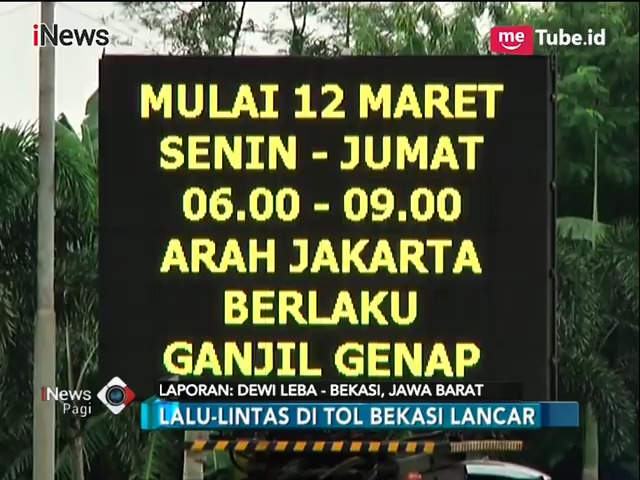 iNews
me Tube.id
MULAI 12 MARET
SENIN - JUMAT
06.00 - 09.00
ARAH JAKARTA
BERLAKU
GANJIL GENAP
iNews Pagi
LAPORAN: DEWI LEBA - BEKASI, JAWA BARAT
LALU-LINTAS DI TOL BEKASI LANCAR